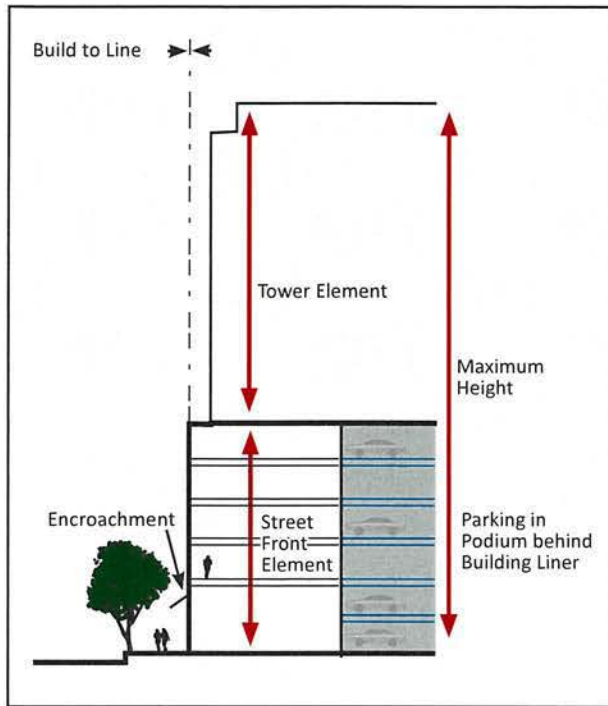 Build to Line
Tower Element
Maximum
Height
Encroachment
Street
Front
Element
Parking in
Podium behind
Building Liner